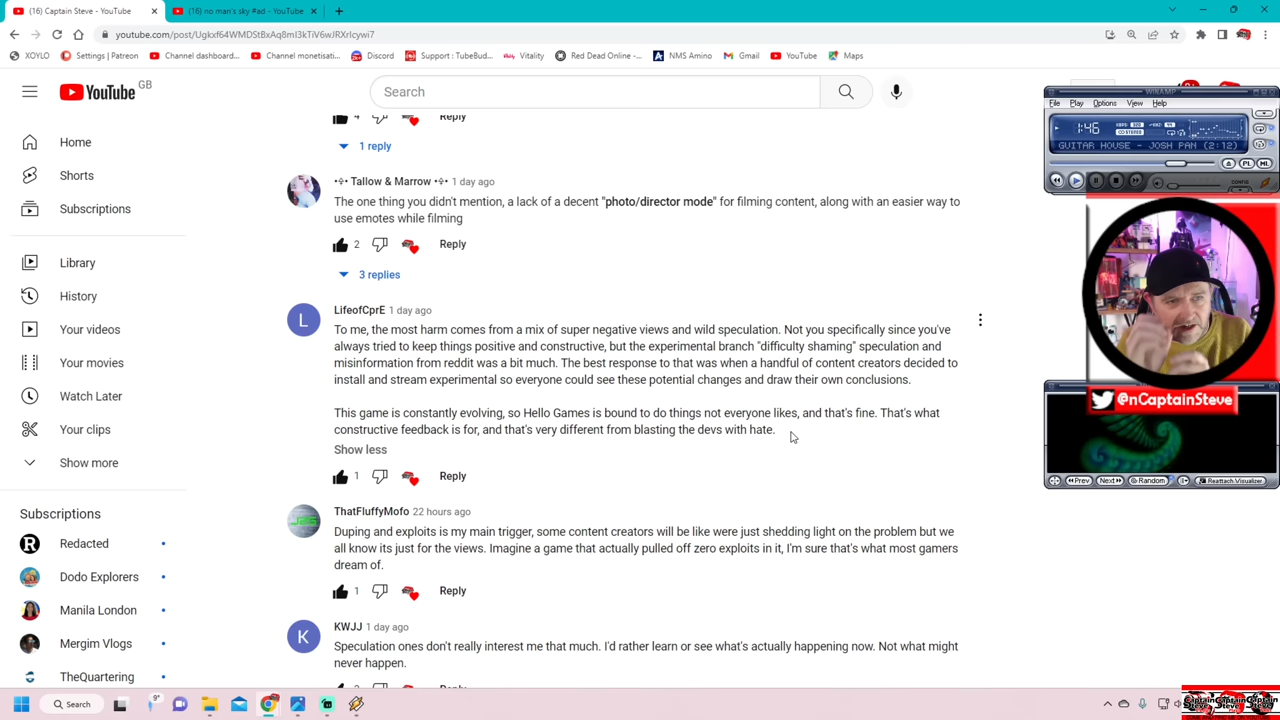 (16) Captain Steve - YouTube
(16) no man's sky #ad - YouTube
youtube.com/post/Ugkxf64WMDStBxAq8mI3kTiV6wJRXrIcywi7
XOYLO
Settings | Patreon
Channel dashboard...
Channel monetisati...
Discord
Support : TubeBud...
Vitality
Red Dead Online -...
NMS Amino
Gmail
YouTube
Maps
YouTube GB
Search
Home
Shorts
Subscriptions
Library
History
Your videos
Your movies
Watch Later
Your clips
Show more
Subscriptions
Redacted
Dodo Explorers
Manila London
Mergim Vlogs
TheQuartering
4 Reply
1 reply
Tallow & Marrow 1 day ago
The one thing you didn't mention, a lack of a decent "photo/director mode" for filming content, along with an easier way to
use emotes while filming
2 Reply
3 replies
L
LifeofCprE 1 day ago
To me, the most harm comes from a mix of super negative views and wild speculation. Not you specifically since you've
always tried to keep things positive and constructive, but the experimental branch "difficulty shaming" speculation and
misinformation from reddit was a bit much. The best response to that was when a handful of content creators decided to
install and stream experimental so everyone could see these potential changes and draw their own conclusions.
This game is constantly evolving, so Hello Games is bound to do things not everyone likes, and that's fine. That's what
constructive feedback is for, and that's very different from blasting the devs with hate.
Show less
1 Reply
ThatFluffyMofo 22 hours ago
Duping and exploits is my main trigger, some content creators will be like were just shedding light on the problem but we
all know its just for the views. Imagine a game that actually pulled off zero exploits in it, I'm sure that's what most gamers
dream of.
1 Reply
K
KWJJ 1 day ago
Speculation ones don't really interest me that much. I'd rather learn or see what's actually happening now. Not what might
never happen.
Reply
WINAMP
File Play Options View Help
1:46
GUITAR HOUSE - JOSH PAN (2:12)
PL ML
@nCaptainSteve
Prev Next Random Reattach Visualizer
Search
9°